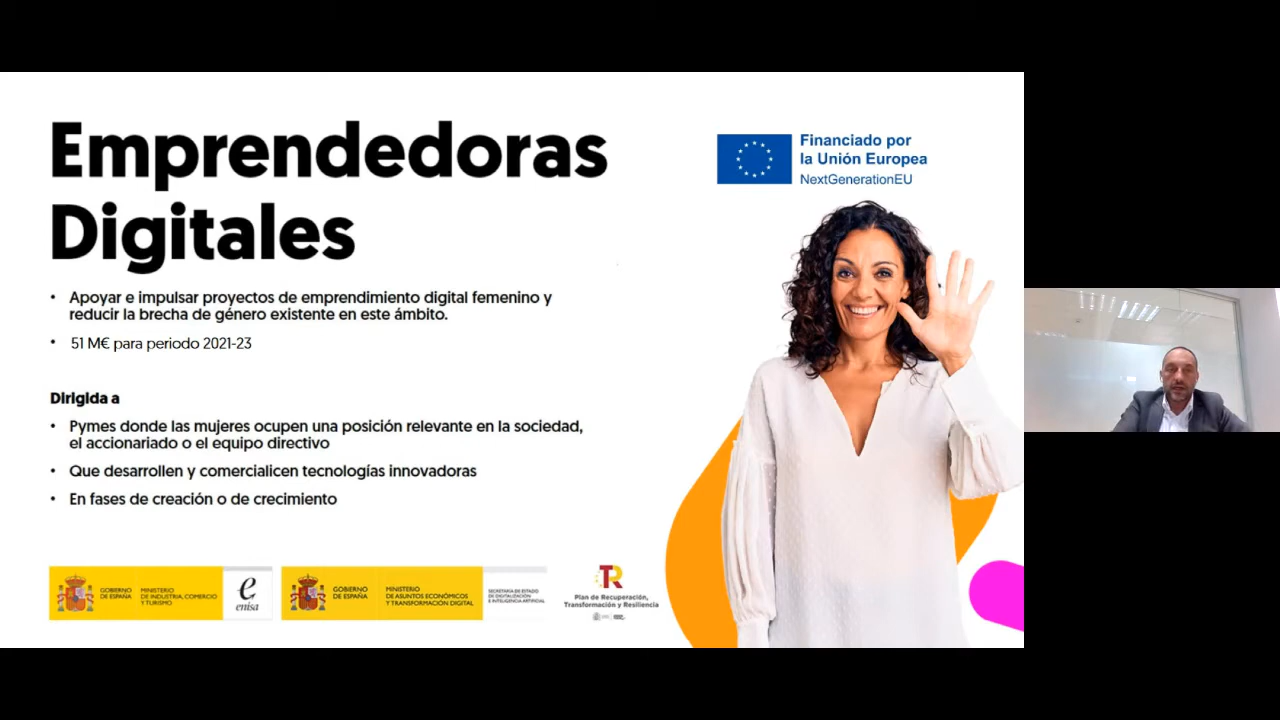 Emprendedoras
Digitales
Financiado por
la Unión Europea
NextGenerationEU
• Apoyar e impulsar proyectos de emprendimiento digital femenino y
reducir la brecha de género existente en este ámbito.
• 51 M€ para periodo 2021-23
Dirigida a
• Pymes donde las mujeres ocupen una posición relevante en la sociedad,
el accionariado o el equipo directivo
• Que desarrollen y comercialicen tecnologías innovadoras
• En fases de creación o de crecimiento
GOBIERNO
DE ESPAÑA
MINISTERIO
DE INDUSTRIA, COMERCIO
Y TURISMO
e
enisa
GOBIERNO
DE ESPAÑA
MINISTERIO
DE ASUNTOS ECONÓMICOS
Y TRANSFORMACIÓN DIGITAL
SECRETARÍA DE ESTADO
DE DIGITALIZACIÓN
E INTELIGENCIA ARTIFICIAL
TR
Plan de Recuperación,
Transformación y Resiliencia